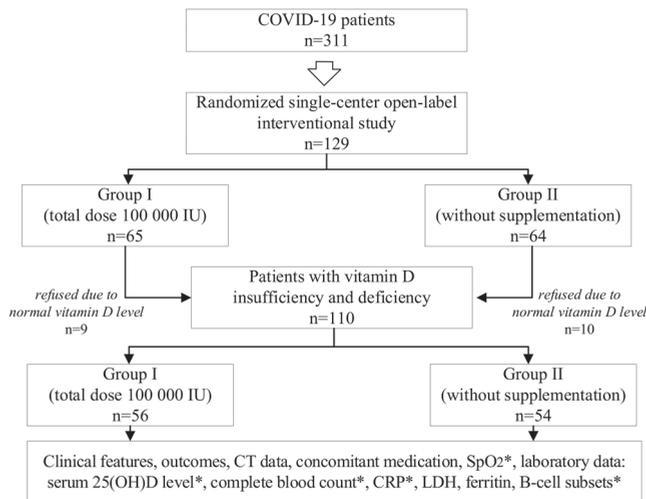 COVID-19 patients
n=311
Randomized single-center open-label
interventional study
n=129
Group I
(total dose 100 000 IU)
n=65
Group II
(without supplementation)
n=64
refused due to
normal vitamin D level
n=9
Patients with vitamin D
insufficiency and deficiency
n=110
refused due to
normal vitamin D level
n=10
Group I
(total dose 100 000 IU)
n=56
Group II
(without supplementation)
n=54
Clinical features, outcomes, CT data, concomitant medication, SpO2*, laboratory data:
serum 25(OH)D level*, complete blood count*, CRP*, LDH, ferritin, B-cell subsets*